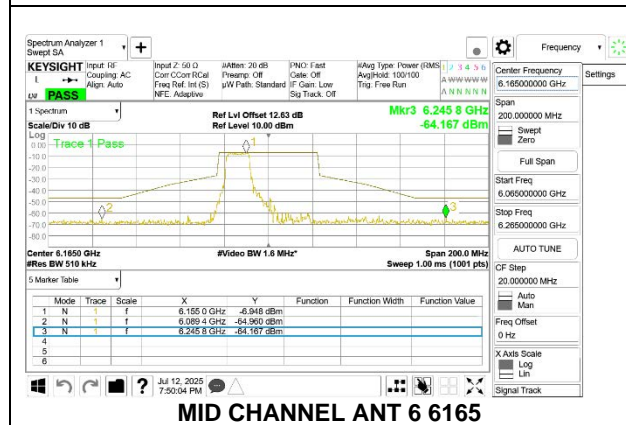 Spectrum Analyzer 1
Swept SA
Frequency
KEYSIGHT
Input: RF
Coupling: AC
Align: Auto
Input Z: 50 Ω
Corr CCorr RCal
Freq Ref: Int (S)
NFE: Adaptive
#Atten: 20 dB
Preamp: Off
µW Path: Standard
PNO: Fast
Gate: Off
IF Gain: Low
Sig Track: Off
#Avg Type: Power (RMS
Avg|Hold: 100/100
Trig: Free Run
1 2 3 4 5 6
A W W W W W
A N N N N N
L
PASS
1 Spectrum
Scale/Div 10 dB
Ref Lvl Offset 12.63 dB
Ref Level 10.00 dBm
Mkr3 6.245 8 GHz
-64.167 dBm
Log
Trace 1 Pass
0.00
-10.0
-20.0
-30.0
-40.0
-50.0
-60.0
-70.0
-80.0
1
2
3
Center 6.1650 GHz
#Res BW 510 kHz
#Video BW 1.6 MHz*
Span 200.0 MHz
Sweep 1.00 ms (1001 pts)
5 Marker Table
Mode Trace Scale X Y Function Function Width Function Value
1 N 1 f 6.155 0 GHz -6.948 dBm
2 N 1 f 6.089 4 GHz -64.960 dBm
3 N 1 f 6.245 8 GHz -64.167 dBm
4
5
6
Jul 12, 2025
7:50:04 PM
Center Frequency
6.165000000 GHz
Settings
Span
200.000000 MHz
Swept
Zero
Full Span
Start Freq
6.065000000 GHz
Stop Freq
6.265000000 GHz
AUTO TUNE
CF Step
20.000000 MHz
Auto
Man
Freq Offset
0 Hz
X Axis Scale
Log
Lin
Signal Track
MID CHANNEL ANT 6 6165